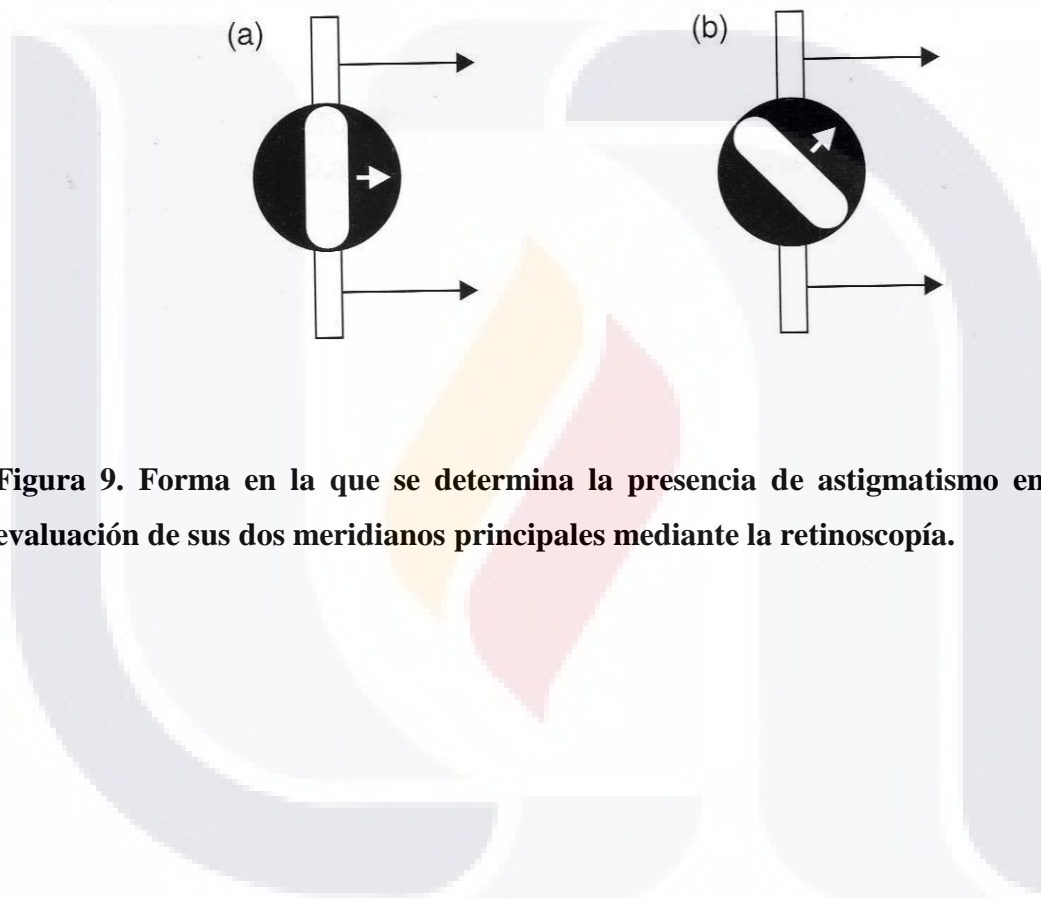 (a) (b)
Figura 9. Forma en la que se determina la presencia de astigmatismo en
evaluación de sus dos meridianos principales mediante la retinoscopía.